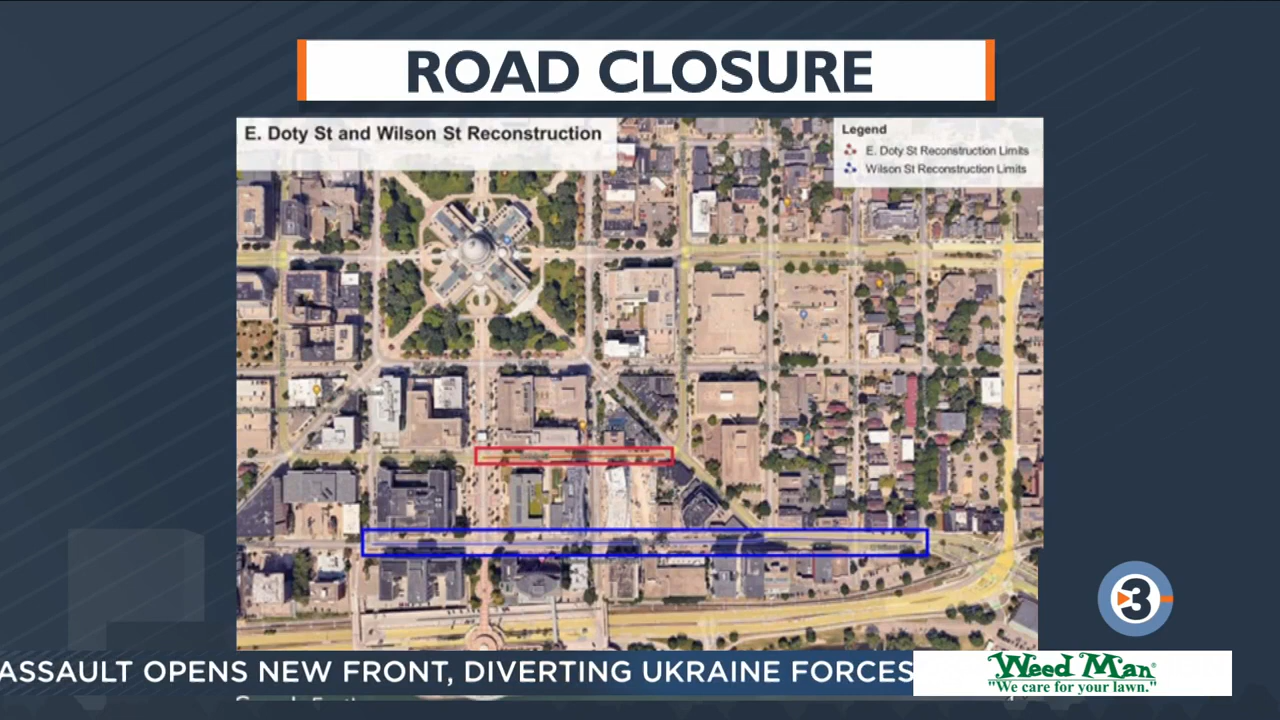 ROAD CLOSURE
E. Doty St and Wilson St Reconstruction
Legend
E. Doty St Reconstruction Limits
Wilson St Reconstruction Limits
3
ASSAULT OPENS NEW FRONT, DIVERTING UKRAINE FORCES
Weed Man®
"We care for your lawn."